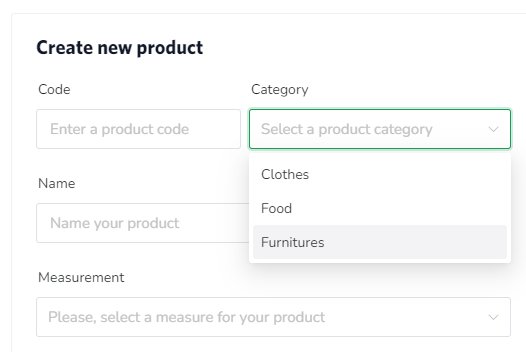 Create new product
Code
Category
Enter a product code
Select a product category
Clothes
Food
Furnitures
Name
Name your product
Measurement
Please, select a measure for your product